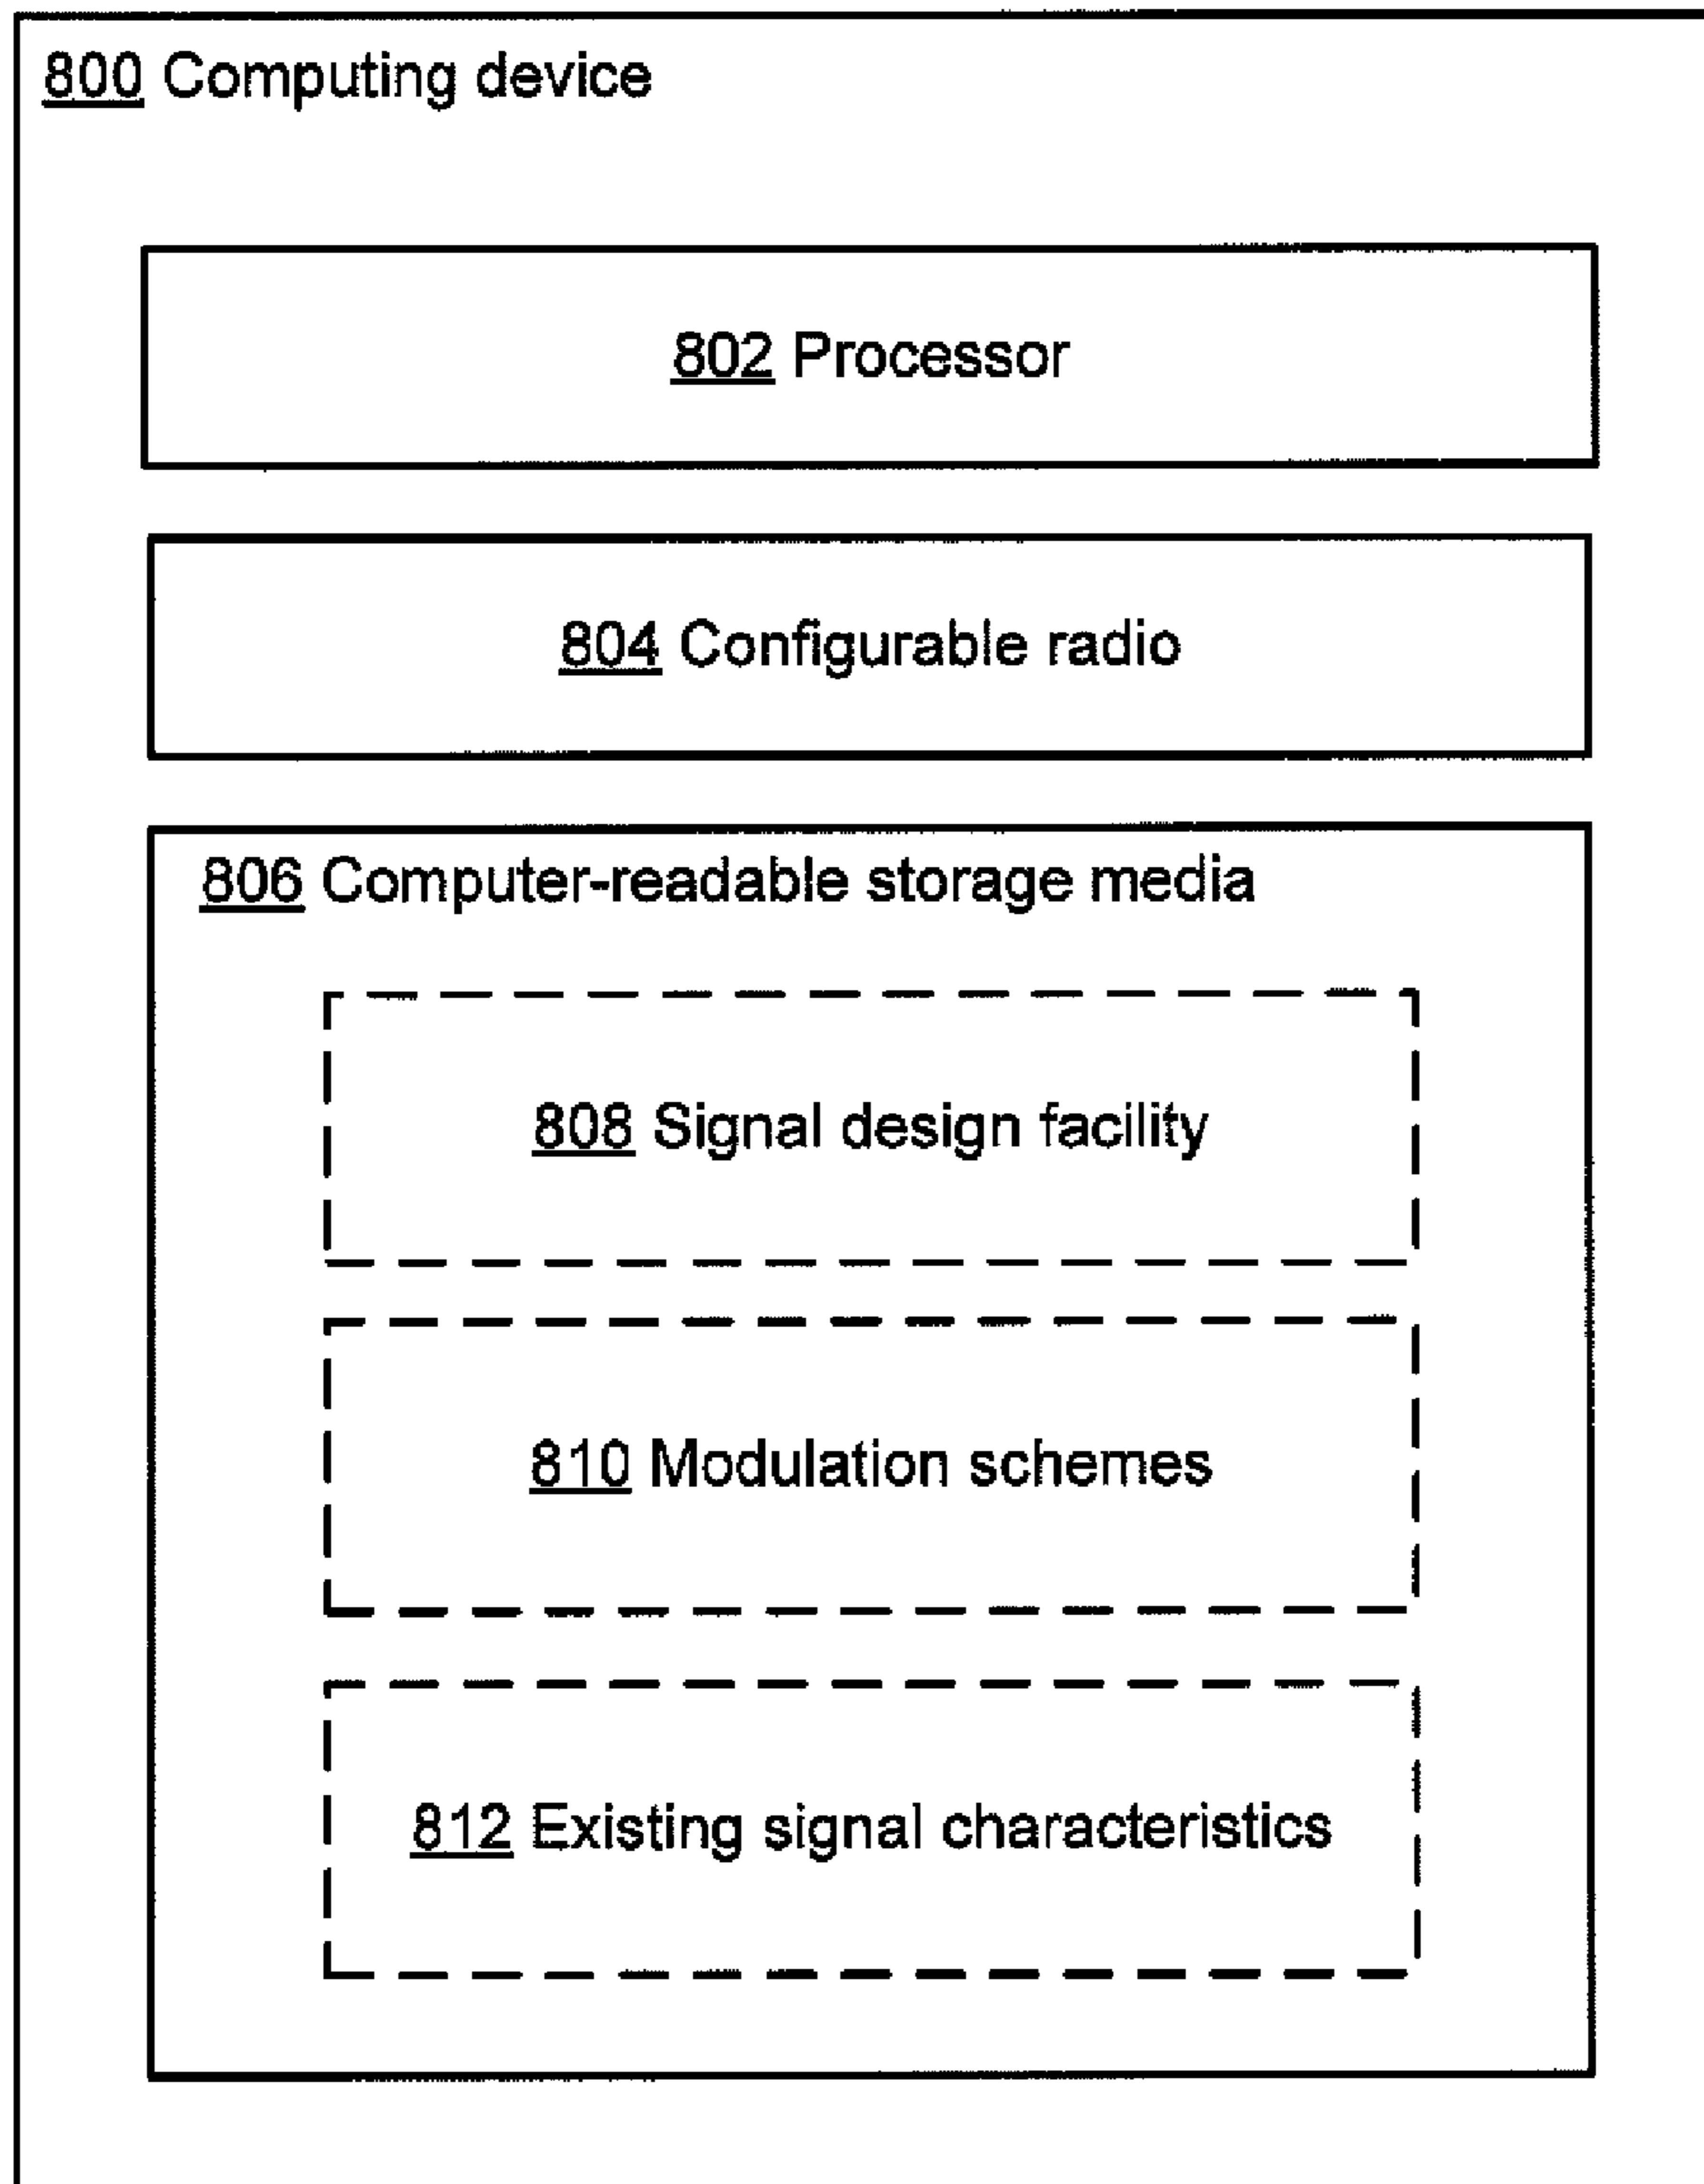 800 Computing device
802 Processor
804 Configurable radio
806 Computer-readable storage media
808 Signal design facility
810 Modulation schemes
812 Existing signal characteristics